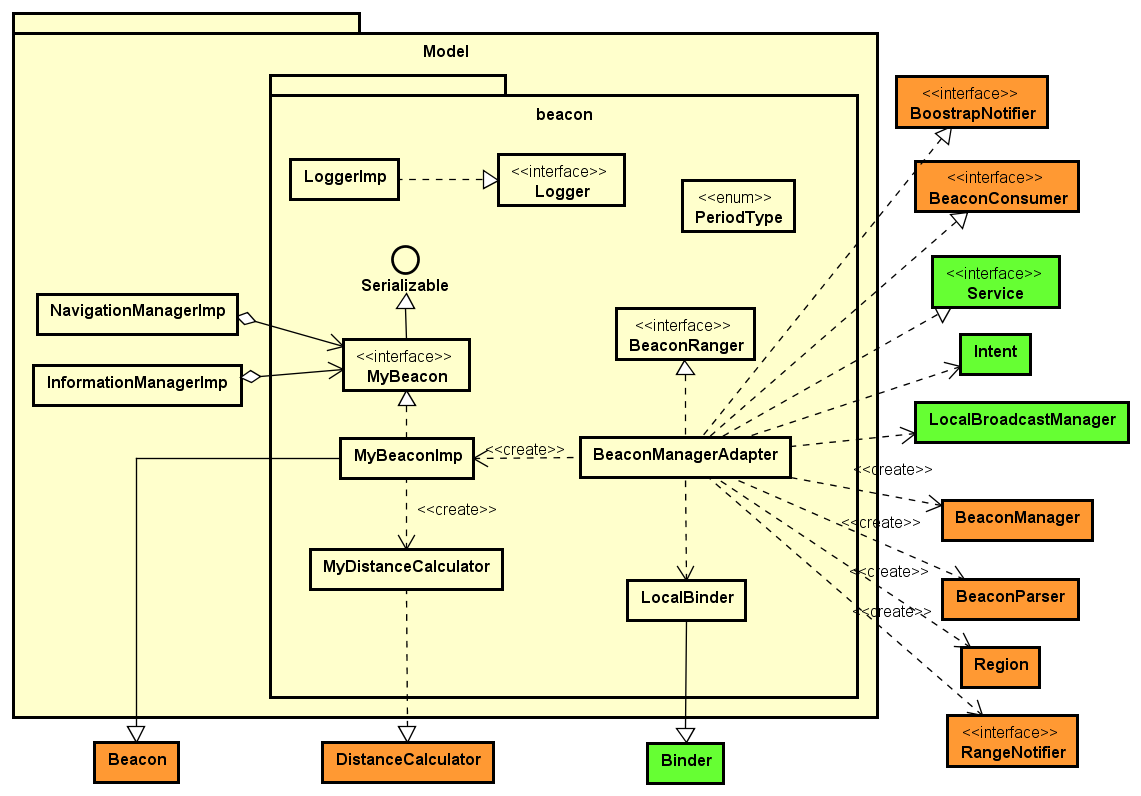 Model
beacon
<<interface>>
BoostrapNotifier
LoggerImp
<<interface>>
Logger
<<enum>>
PeriodType
<<interface>>
BeaconConsumer
Serializable
<<interface>>
Service
NavigationManagerImp
<<interface>>
BeaconRanger
<<interface>>
MyBeacon
Intent
InformationManagerImp
LocalBroadcastManager
MyBeaconImp
<<create>>
BeaconManagerAdapter
<<create>>
<<create>>
BeaconManager
<<create>>
MyDistanceCalculator
<<create>>
LocalBinder
BeaconParser
<<create>>
Region
<<interface>>
RangeNotifier
Beacon
DistanceCalculator
Binder